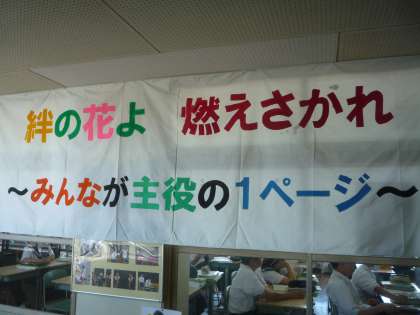 絆の花よ 燃えさかれ
～みんなが主役の1ページ～